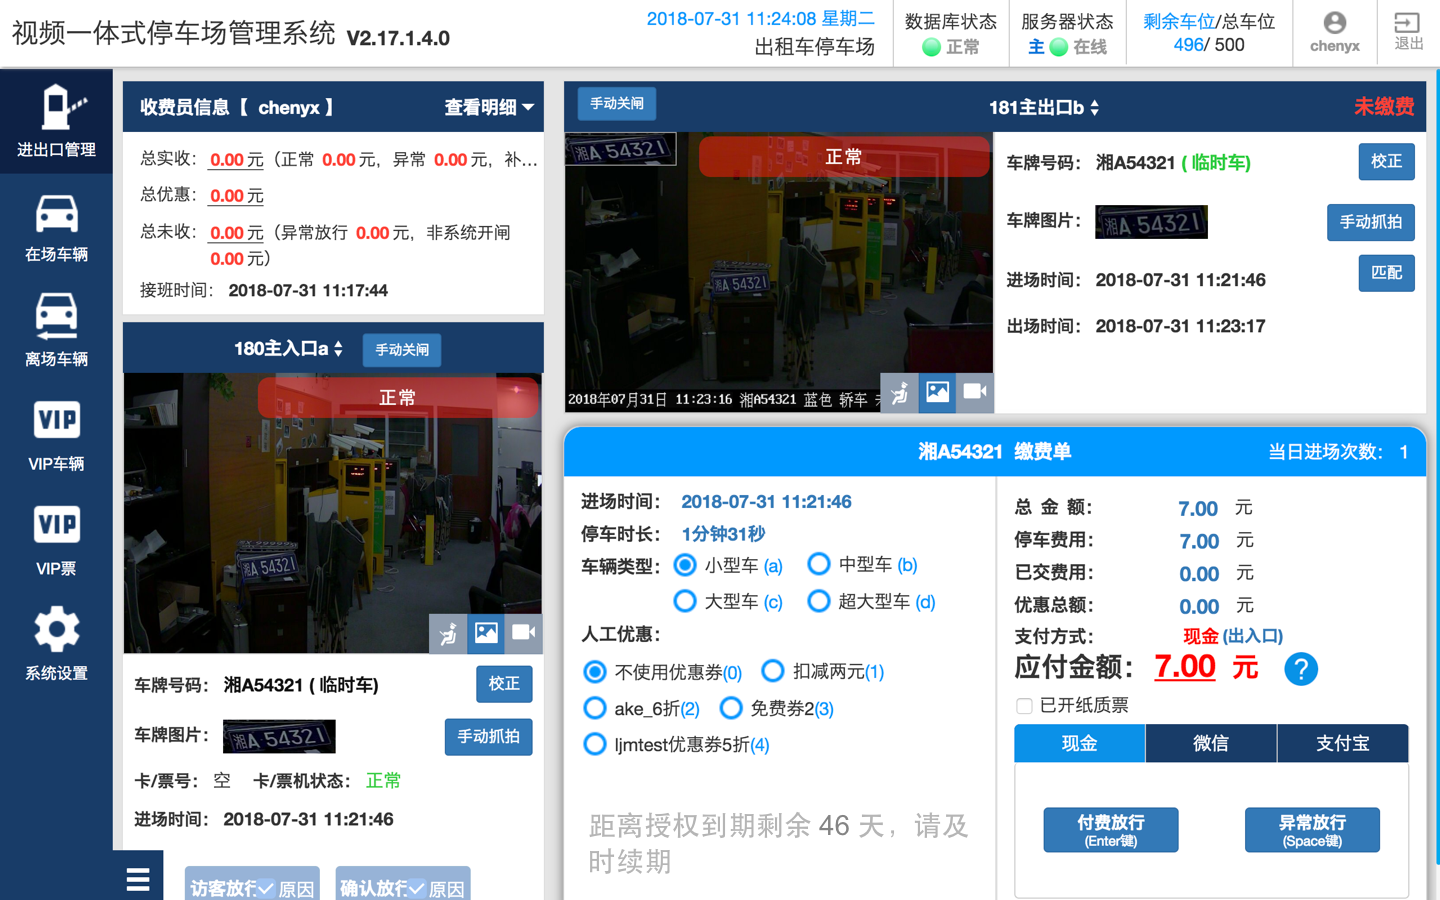 视频一体式停车场管理系统 V2.17.1.4.0
2018-07-31 11:24:08 星期二
出租车停车场
数据库状态
正常
服务器状态
主 在线
剩余车位/总车位
496/ 500
chenyx
退出
进出口管理
在场车辆
离场车辆
VIP
VIP车辆
VIP
VIP票
系统设置
收费员信息【 chenyx 】
查看明细
总实收： 0.00 元（正常 0.00 元，异常 0.00 元，补...
总优惠： 0.00 元
总未收： 0.00 元（异常放行 0.00 元，非系统开闸
0.00 元）
接班时间： 2018-07-31 11:17:44
180主入口a
手动关闸
正常
湘A 54321
车牌号码： 湘A54321 ( 临时车)
校正
车牌图片： 湘A 54321
手动抓拍
卡/票号： 空 卡/票机状态： 正常
进场时间： 2018-07-31 11:21:46
访客放行 原因
确认放行 原因
手动关闸
181主出口b
未缴费
湘A 54321
正常
湘A 54321
2018年07月31日 11:23:16 湘A54321 蓝色 轿车
车牌号码： 湘A54321 ( 临时车)
校正
车牌图片： 湘A 54321
手动抓拍
进场时间： 2018-07-31 11:21:46
匹配
出场时间： 2018-07-31 11:23:17
湘A54321 缴费单
当日进场次数： 1
进场时间： 2018-07-31 11:21:46
停车时长： 1分钟31秒
车辆类型： 小型车 (a) 中型车 (b)
大型车 (c) 超大型车 (d)
人工优惠：
不使用优惠券(0) 扣减两元(1)
ake_6折(2) 免费券2(3)
ljmtest优惠券5折(4)
距离授权到期剩余 46 天，请及
时续期
总 金 额： 7.00 元
停车费用： 7.00 元
已交费用： 0.00 元
优惠总额： 0.00 元
支付方式： 现金 (出入口)
应付金额： 7.00 元 ?
已开纸质票
现金 微信 支付宝
付费放行
(Enter键)
异常放行
(Space键)